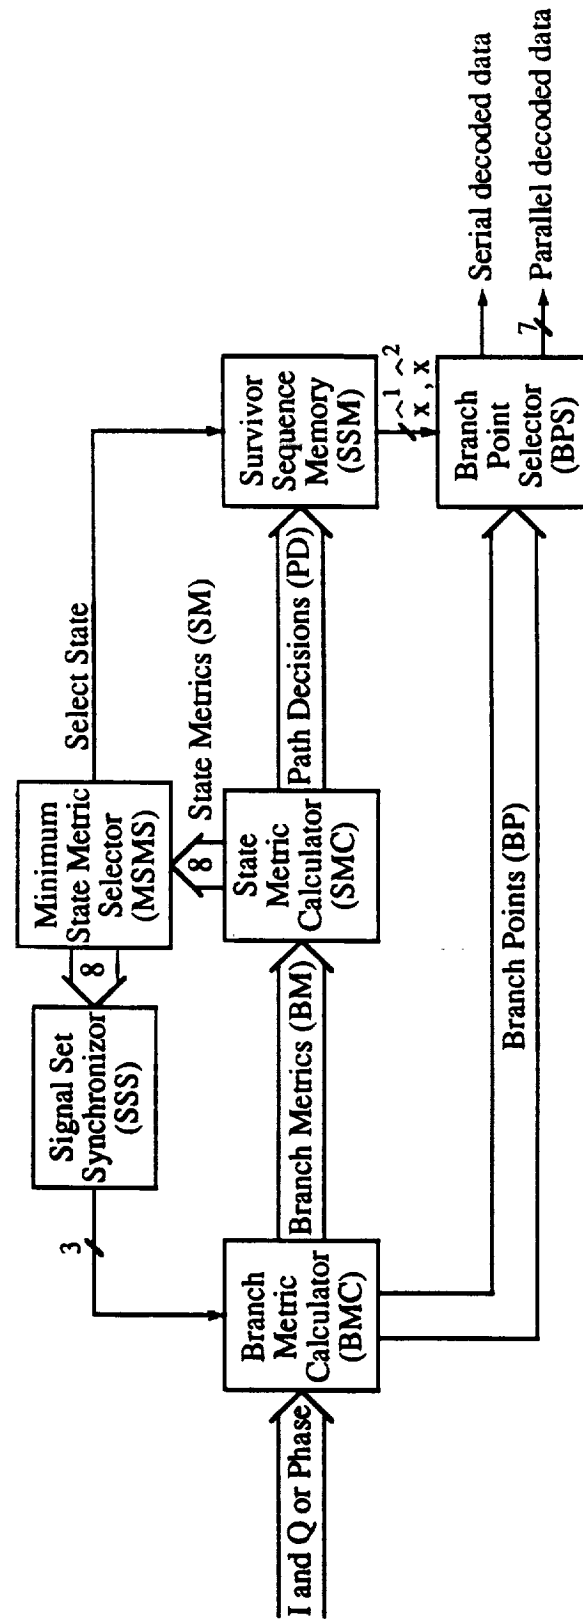 Signal Set
Synchronizor
(SSS)
8
Minimum
State Metric
Selector
(MSMS)
Select State
3
8
State Metrics (SM)
I and Q or Phase
Branch
Metric
Calculator
(BMC)
Branch Metrics (BM)
State
Metric
Calculator
(SMC)
Path Decisions (PD)
Survivor
Sequence
Memory
(SSM)
x̂¹, x̂²
Branch Points (BP)
Branch
Point
Selector
(BPS)
Serial decoded data
7
Parallel decoded data